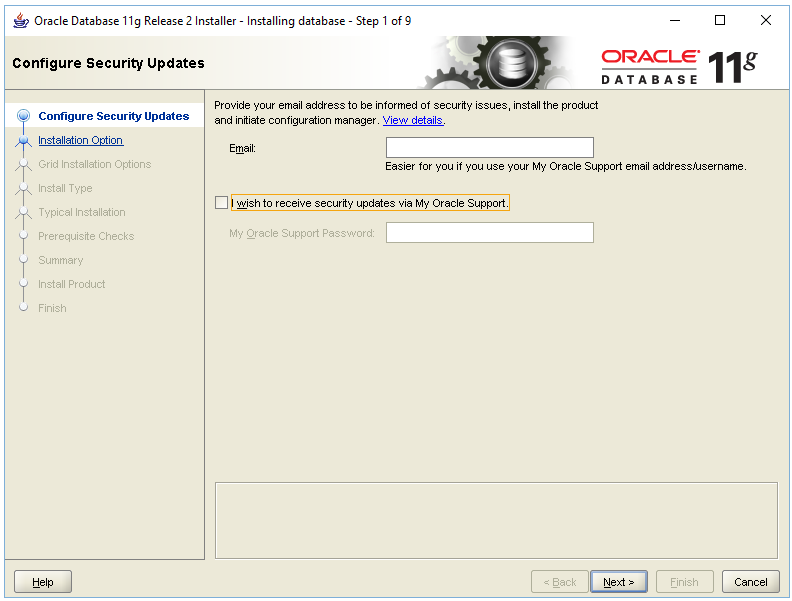 Oracle Database 11g Release 2 Installer - Installing database - Step 1 of 9
Configure Security Updates
ORACLE
DATABASE
11g
Configure Security Updates
Installation Option
Grid Installation Options
Install Type
Typical Installation
Prerequisite Checks
Summary
Install Product
Finish
Provide your email address to be informed of security issues, install the product
and initiate configuration manager. View details.
Email:
Easier for you if you use your My Oracle Support email address/username.
I wish to receive security updates via My Oracle Support.
My Oracle Support Password:
Help
< Back
Next >
Finish
Cancel